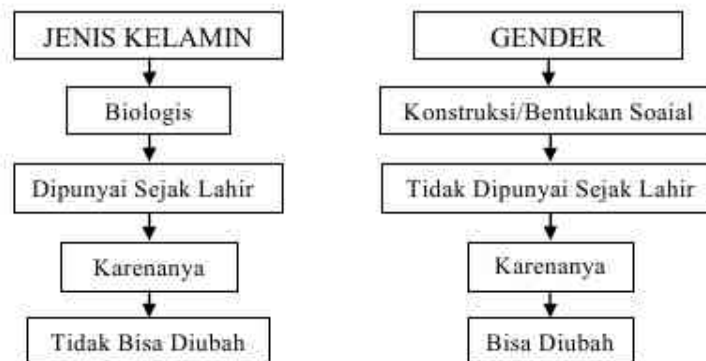 JENIS KELAMIN
Biologis
Dipunyai Sejak Lahir
Karenanya
Tidak Bisa Diubah
GENDER
Konstruksi/Bentukan Soaial
Tidak Dipunyai Sejak Lahir
Karenanya
Bisa Diubah